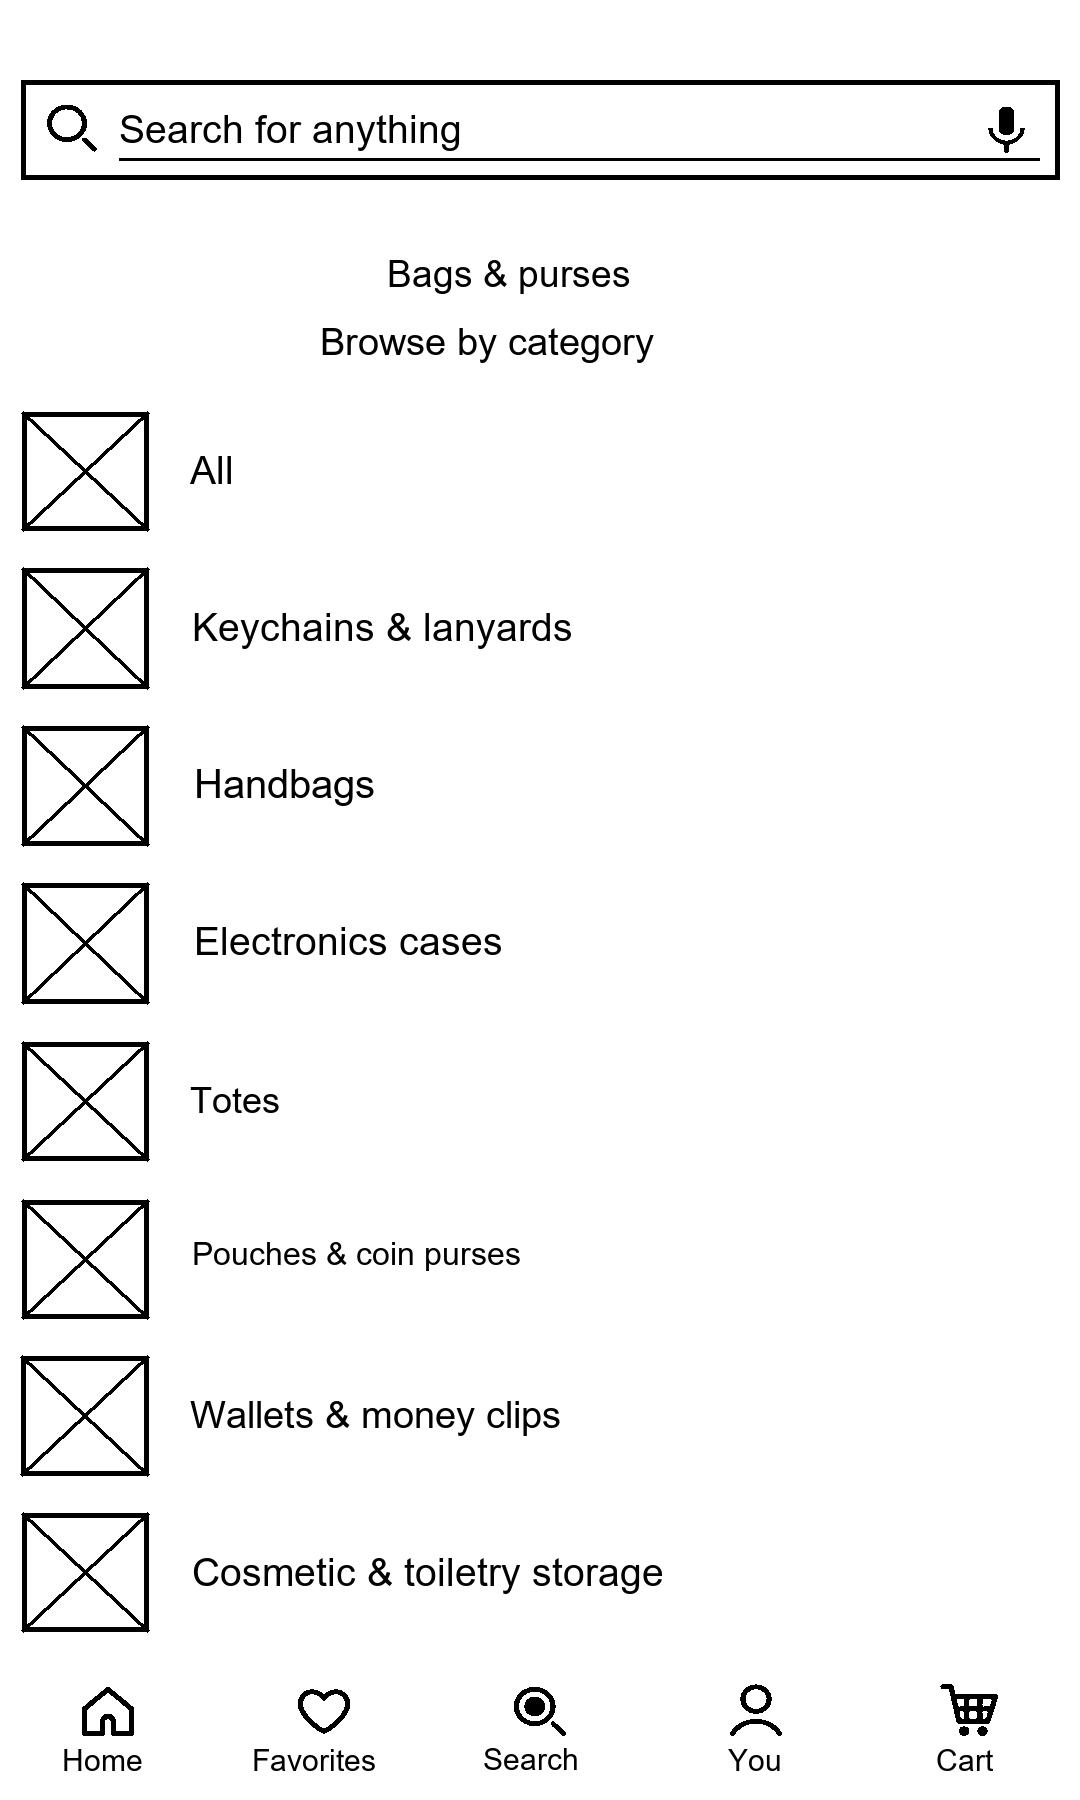 Search for anything
Bags & purses
Browse by category
All
Keychains & lanyards
Handbags
Electronics cases
Totes
Pouches & coin purses
Wallets & money clips
Cosmetic & toiletry storage
Home Favorites Search You Cart